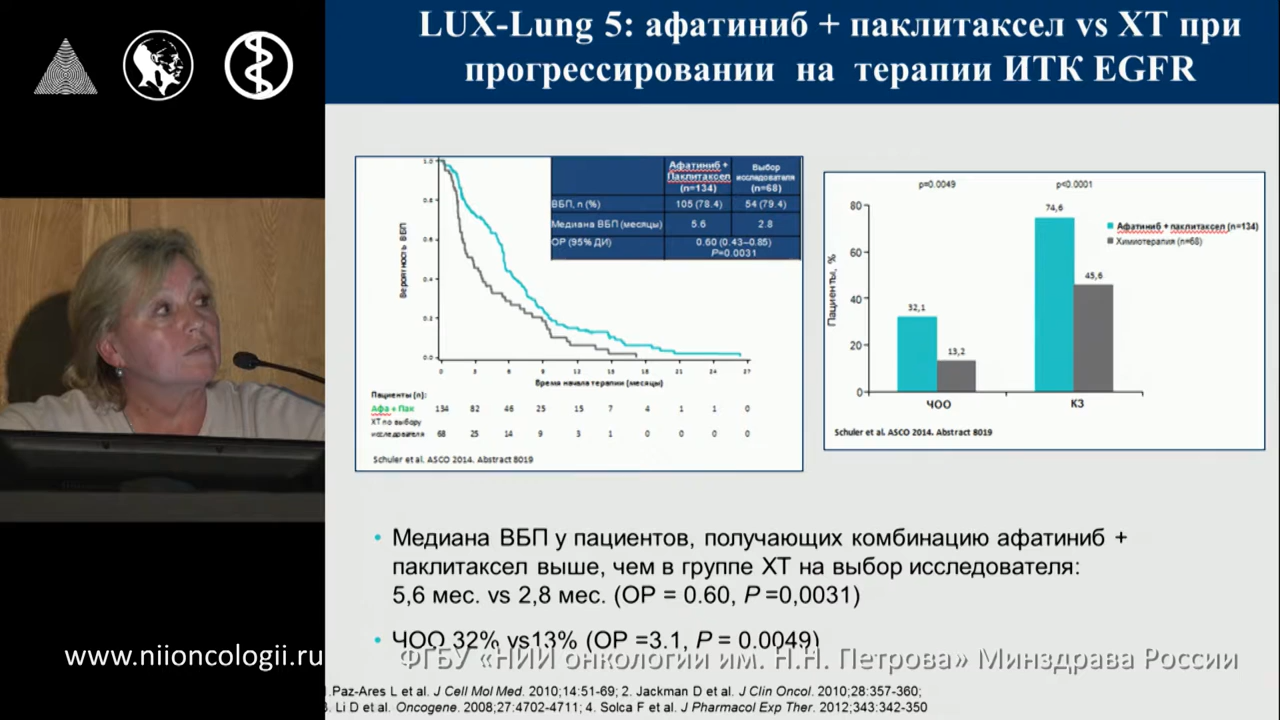 LUX-Lung 5: афатиниб + паклитаксел vs ХТ при
прогрессировании на терапии ИТК EGFR
Афатиниб +
Паклитаксел
(n=134)
Выбор
исследователя
(n=68)
ВБП, n (%)
105 (78.4)
54 (79.4)
Медиана ВБП (месяцы)
5.6
2.8
ОР (95% ДИ)
0.60 (0.43–0.85)
P=0.0031
Вероятность ВБП
1.0
0.8
0.6
0.4
0.2
0.0
0 3 6 9 12 15 18 21 24 27
Время начала терапии (месяцы)
Пациенты (n):
Афа + Пак 134 82 46 25 15 7 4 1 1 0
ХТ по выбору
исследователя 68 25 14 9 3 1 0 0 0 0
Schuler et al. ASCO 2014. Abstract 8019
p=0.0049
p<0.0001
Пациенты, %
80
60
40
20
0
32,1
13,2
74,6
45,6
ЧОО
КЗ
Афатиниб + паклитаксел (n=134)
Химиотерапия (n=68)
Schuler et al. ASCO 2014. Abstract 8019
• Медиана ВБП у пациентов, получающих комбинацию афатиниб +
паклитаксел выше, чем в группе ХТ на выбор исследователя:
5,6 мес. vs 2,8 мес. (ОР = 0.60, P =0,0031)
• ЧОО 32% vs13% (ОР =3.1, P = 0.0049)
www.niioncologii.ru
ФГБУ «НИИ онкологии им. Н.Н. Петрова» Минздрава России
.Paz-Ares L et al. J Cell Mol Med. 2010;14:51-69; 2. Jackman D et al. J Clin Oncol. 2010;28:357-360;
3. Li D et al. Oncogene. 2008;27:4702-4711; 4. Solca F et al. J Pharmacol Exp Ther. 2012;343:342-350